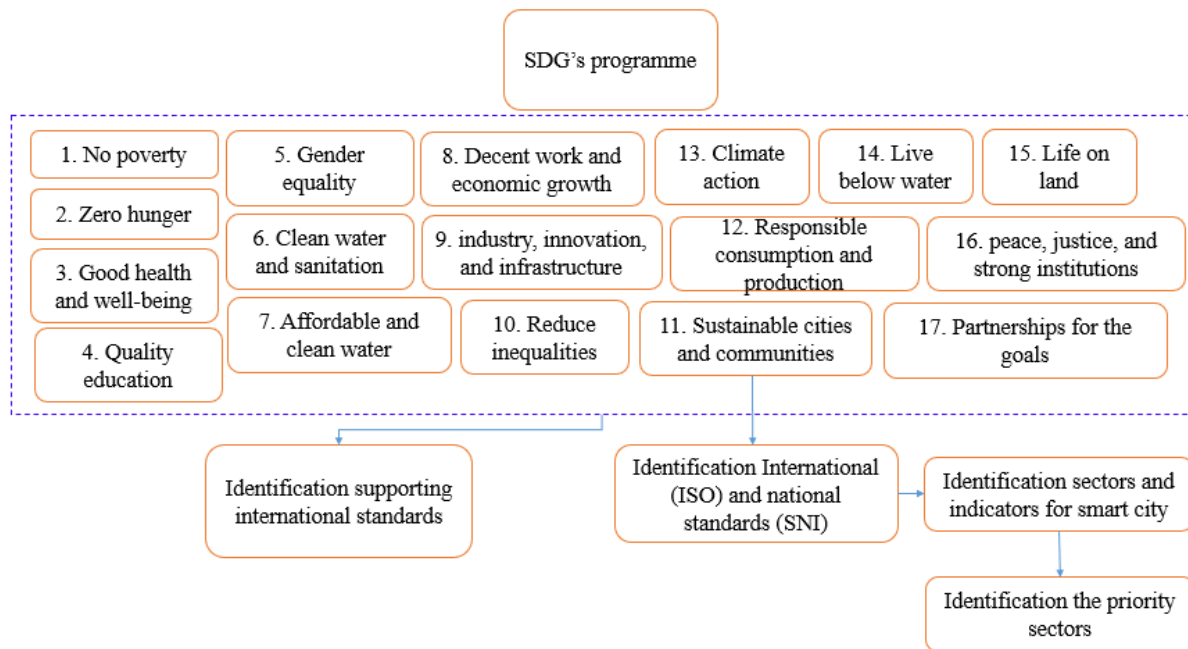 SDG's programme
1. No poverty
2. Zero hunger
3. Good health
and well-being
4. Quality
education
5. Gender
equality
6. Clean water
and sanitation
7. Affordable and
clean water
8. Decent work and
economic growth
9. industry, innovation,
and infrastructure
10. Reduce
inequalities
13. Climate
action
14. Live
below water
15. Life on
land
12. Responsible
consumption and
production
16. peace, justice, and
strong institutions
11. Sustainable cities
and communities
17. Partnerships for the
goals
Identification supporting
international standards
Identification International
(ISO) and national
standards (SNI)
Identification sectors and
indicators for smart city
Identification the priority
sectors